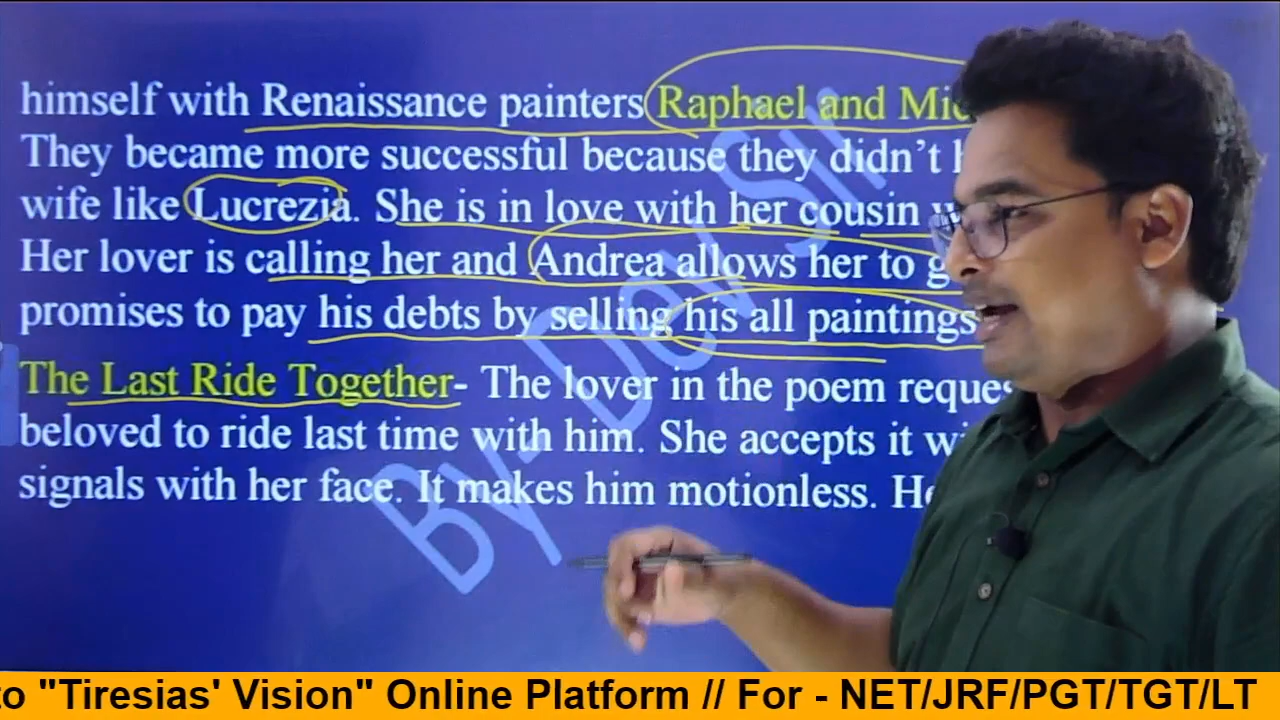 himself with Renaissance painters Raphael and
They became more successful because they didn't
wife like Lucrezia. She is in love with her cousin
Her lover is calling her and Andrea allows her to
promises to pay his debts by selling his all paintings
The Last Ride Together- The lover in the poem
beloved to ride last time with him. She accepts it
signals with her face. It makes him motionless.
By- Dev Sir
to "Tiresias' Vision" Online Platform // For - NET/JRF/PGT/TGT/LT